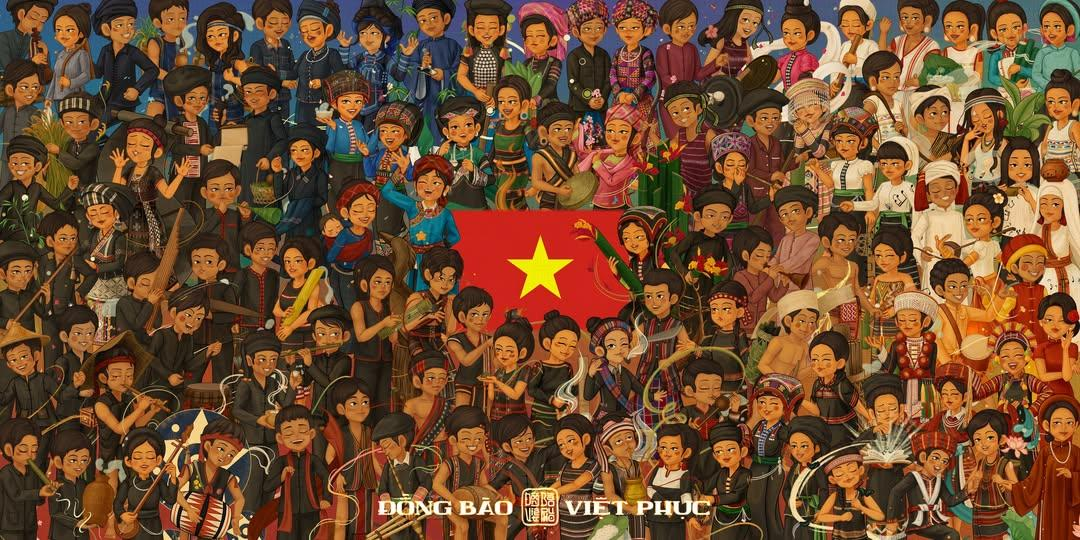 ĐỒNG BÀO VIỆT PHỤC